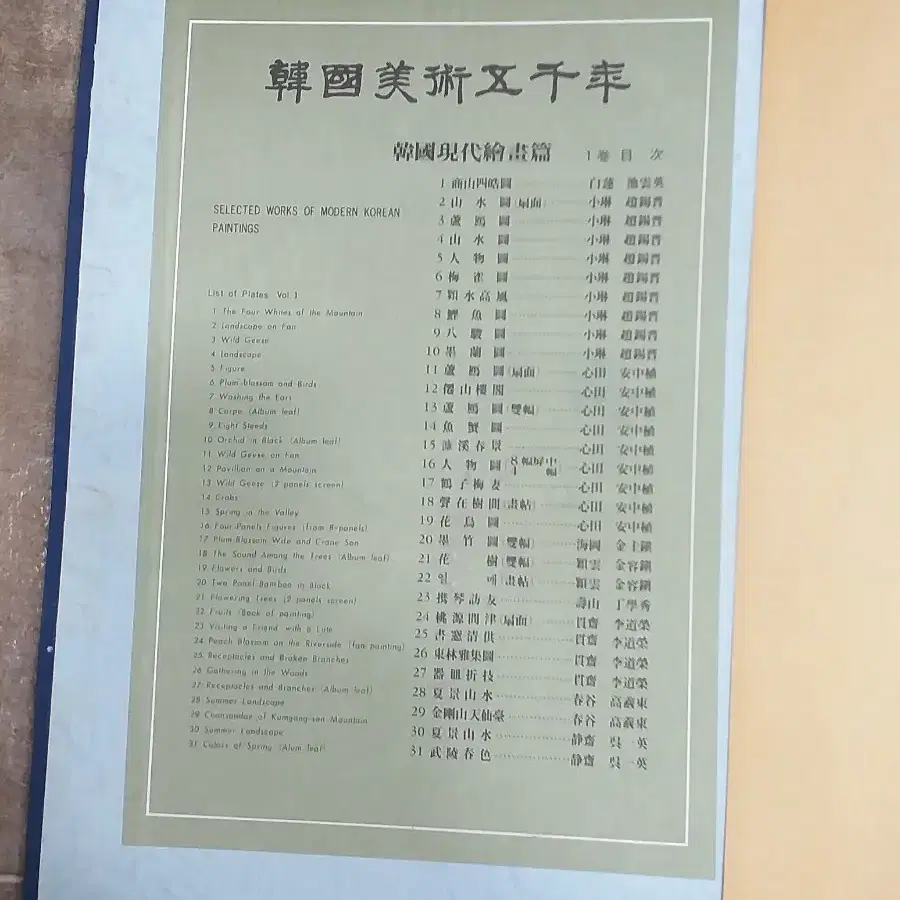 韓國美術五千年
韓國現代繪畫篇 1卷 目 次
SELECTED WORKS OF MODERN KOREAN
PAINTINGS
1 商山四皓圖 白蓮 池雲英
2 山水圖(扇面) 小琳 趙錫晋
3 蘆鴈圖 小琳 趙錫晋
4 山水圖 小琳 趙錫晋
5 人物圖 小琳 趙錫晋
6 梅雀圖 小琳 趙錫晋
7 穎水高風 小琳 趙錫晋
8 鯉魚圖 小琳 趙錫晋
9 八駿圖 小琳 趙錫晋
10 墨蘭圖 小琳 趙錫晋
11 蘆鴈圖(扇面) 心田 安中植
12 僊山樓閣 心田 安中植
13 蘆鴈圖(雙幅) 心田 安中植
14 魚蟹圖 心田 安中植
15 溪春景 心田 安中植
16 人物圖(8幅屛中4幅) 心田 安中植
17 鶴子梅妻 心田 安中植
18 聲在樹間(畫帖) 心田 安中植
19 花鳥圖 心田 安中植
20 墨竹圖(雙幅) 海岡 金圭鎭
21 花樹(雙幅) 穎雲 金容鎭
22 열매(畫帖) 穎雲 金容鎭
23 携琴訪友 壽山 丁學秀
24 桃源問津(扇面) 貫齋 李道榮
25 書窓清供 貫齋 李道榮
26 東林雅集圖 貫齋 李道榮
27 器皿折技 貫齋 李道榮
28 夏景山水 春谷 高羲東
29 金剛山天仙臺 春谷 高羲東
30 夏景山水 靜齋 吳一英
31 武陵春色 靜齋 吳一英
List of Plates Vol.1
1 The Four Whites of the Mountain
2 Landscape on Fan
3 Wild Geese
4 Landscape
5 Figure
6 Plum-blossom and Birds
7 Washing the Ears
8 Carps (Album leaf)
9 Eight Steeds
10 Orchid in Black (Album leaf)
11 Wild Geese on Fan
12 Pavillion on a Mountain
13 Wild Geese (2 panels screen)
14 Crabs
15 Spring in the Valley
16 Four-Panels Figures (from 8-panels)
17 Plum-Blossom Wife and Crane Son
18 The Sound Among the Trees (Album leaf)
19 Flowers and Birds
20 Two Panel Bamboo in Black
21 Flowering Trees (2 panels screen)
22 Fruits (Book of painting)
23 Visiting a Friend with a Lute
24 Peach Blossom on the Riverside (fan painting)
25 Receptacles and Broken Branches
26 Gathering in the Woods
27 Receptacles and Branches (Album leaf)
28 Summer Landscape
29 Chonsondae of Kumgang-san Mountain
30 Summer Landscape
31 Colors of Spring (Alum leaf)